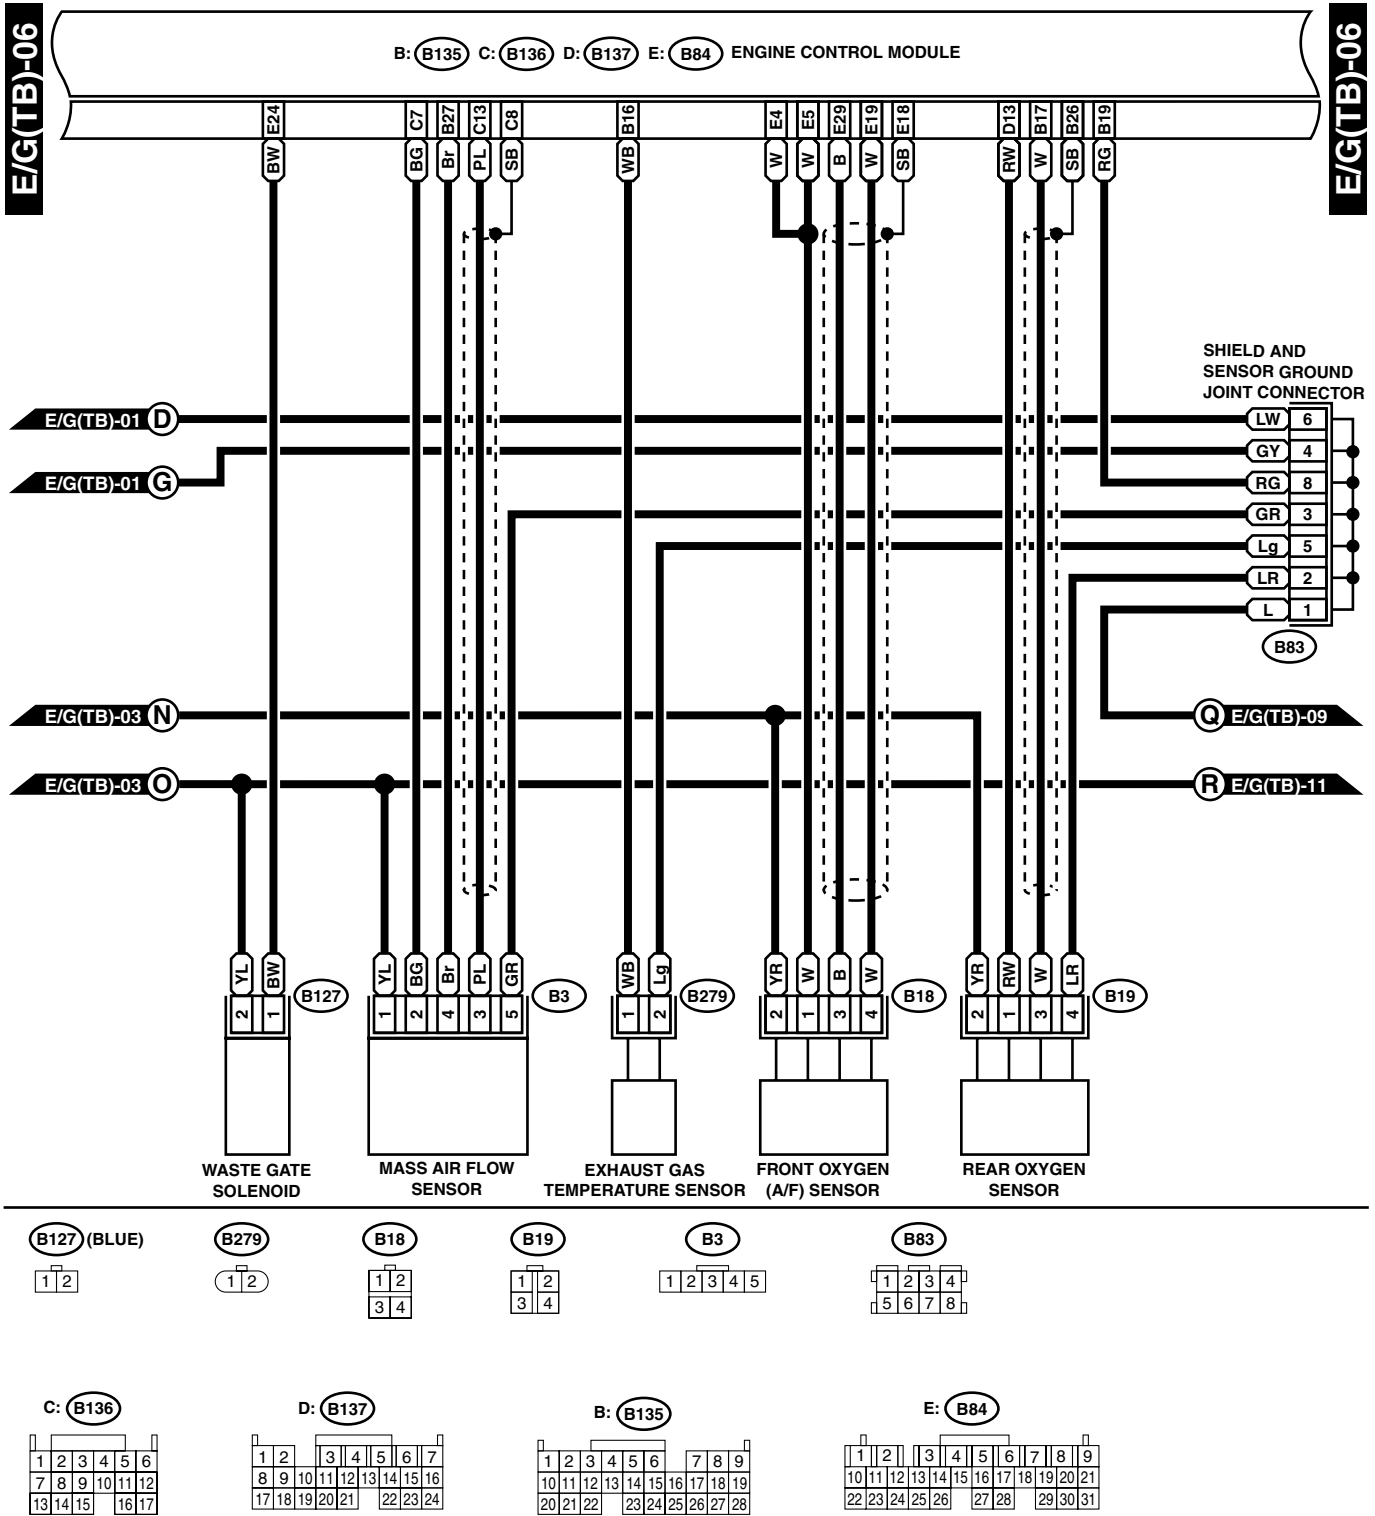 E/G(TB)-06
E/G(TB)-06
B: B135 C: B136 D: B137 E: B84 ENGINE CONTROL MODULE
E24 C7 B27 C13 C8 B16 E4 E5 E29 E19 E18 D13 B17 B26 B19
BW BG Br PL SB WB W W B W SB RW W SB RG
SHIELD AND
SENSOR GROUND
JOINT CONNECTOR
E/G(TB)-01 D LW 6
GY 4
E/G(TB)-01 G RG 8
GR 3
Lg 5
LR 2
L 1
B83
E/G(TB)-03 N Q E/G(TB)-09
E/G(TB)-03 O R E/G(TB)-11
YL BW YL BG Br PL GR WB Lg YR W B W YR RW W LR
2 1 B127 1 2 4 3 5 B3 1 2 B279 2 1 3 4 B18 2 1 3 4 B19
WASTE GATE
SOLENOID
MASS AIR FLOW
SENSOR
EXHAUST GAS
TEMPERATURE SENSOR
FRONT OXYGEN
(A/F) SENSOR
REAR OXYGEN
SENSOR
B127 (BLUE) B279 B18 B19 B3 B83
1 2 1 2 1 2 1 2 1 2 3 4 5 1 2 3 4
3 4 3 4 5 6 7 8
C: B136 D: B137 B: B135 E: B84
1 2 3 4 5 6 1 2 3 4 5 6 7 1 2 3 4 5 6 7 8 9 1 2 3 4 5 6 7 8 9
7 8 9 10 11 12 8 9 10 11 12 13 14 15 16 10 11 12 13 14 15 16 17 18 19 10 11 12 13 14 15 16 17 18 19 20 21
13 14 15 16 17 17 18 19 20 21 22 23 24 20 21 22 23 24 25 26 27 28 22 23 24 25 26 27 28 29 30 31